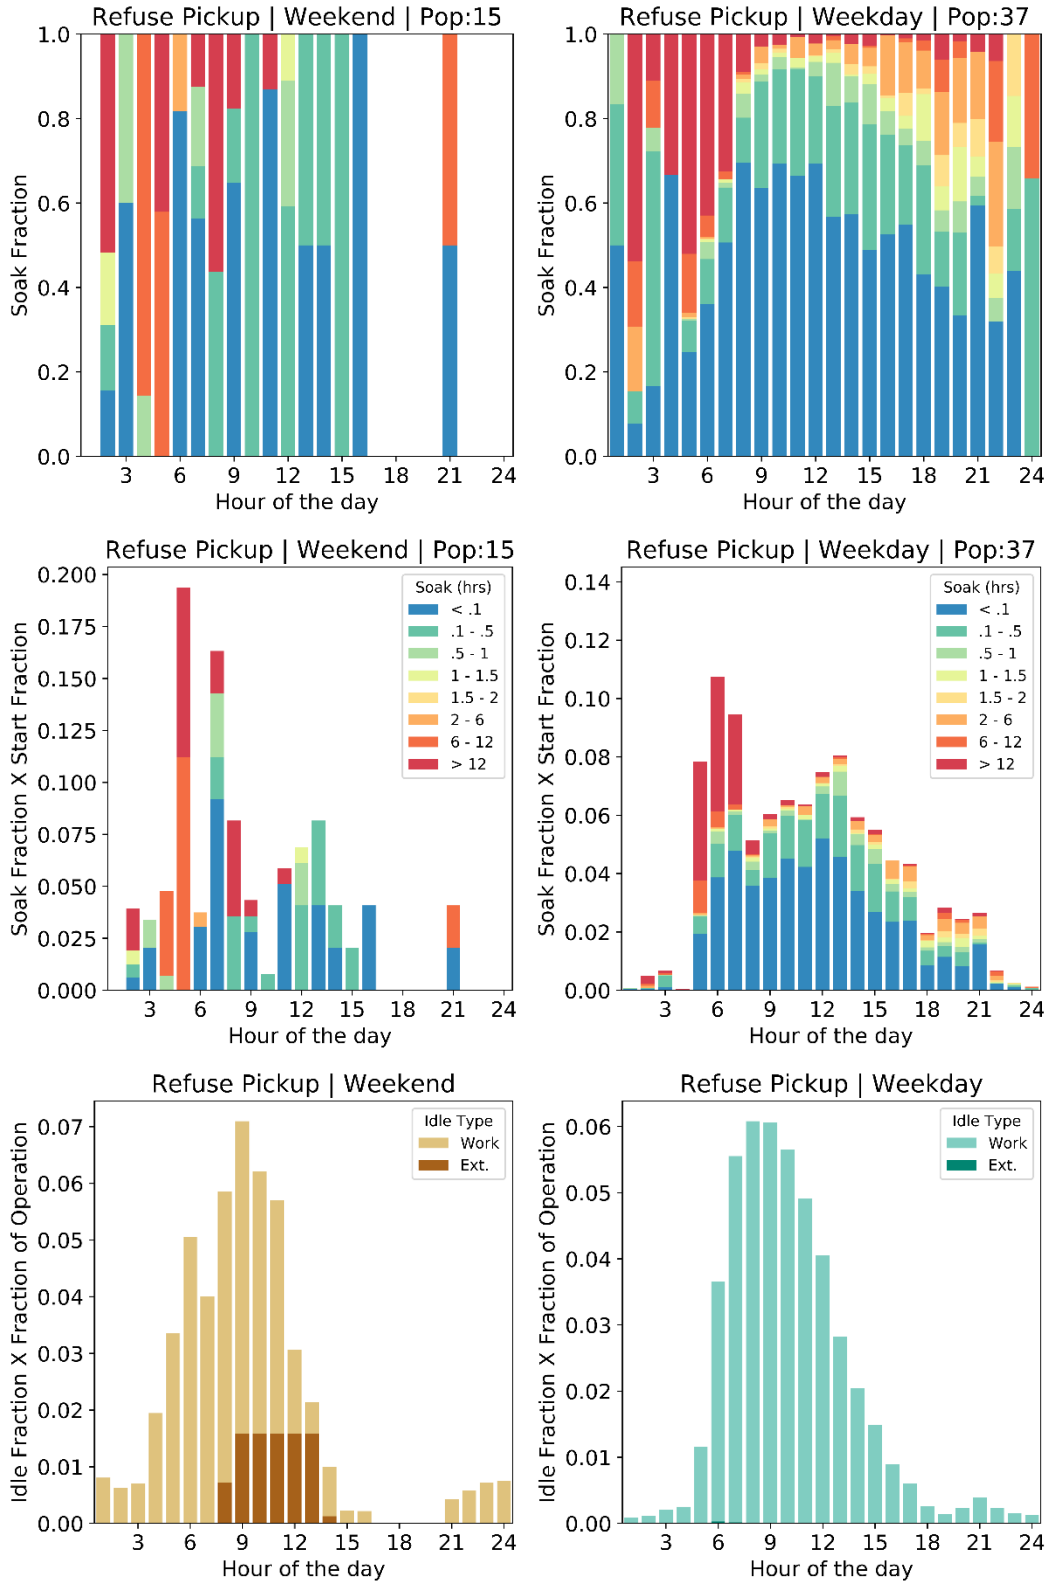 Refuse Pickup | Weekend | Pop:15
1.0
0.8
0.6
0.4
0.2
0.0
Soak Fraction
3 6 9 12 15 18 21 24
Hour of the day
Refuse Pickup | Weekday | Pop:37
1.0
0.8
0.6
0.4
0.2
0.0
Soak Fraction
3 6 9 12 15 18 21 24
Hour of the day
Refuse Pickup | Weekend | Pop:15
0.200
0.175
0.150
0.125
0.100
0.075
0.050
0.025
0.000
Soak Fraction X Start Fraction
Soak (hrs)
< .1
.1 - .5
.5 - 1
1 - 1.5
1.5 - 2
2 - 6
6 - 12
> 12
3 6 9 12 15 18 21 24
Hour of the day
Refuse Pickup | Weekday | Pop:37
0.14
0.12
0.10
0.08
0.06
0.04
0.02
0.00
Soak Fraction X Start Fraction
Soak (hrs)
< .1
.1 - .5
.5 - 1
1 - 1.5
1.5 - 2
2 - 6
6 - 12
> 12
3 6 9 12 15 18 21 24
Hour of the day
Refuse Pickup | Weekend
0.07
0.06
0.05
0.04
0.03
0.02
0.01
0.00
Idle Fraction X Fraction of Operation
Idle Type
Work
Ext.
3 6 9 12 15 18 21 24
Hour of the day
Refuse Pickup | Weekday
0.06
0.05
0.04
0.03
0.02
0.01
0.00
Idle Fraction X Fraction of Operation
Idle Type
Work
Ext.
3 6 9 12 15 18 21 24
Hour of the day